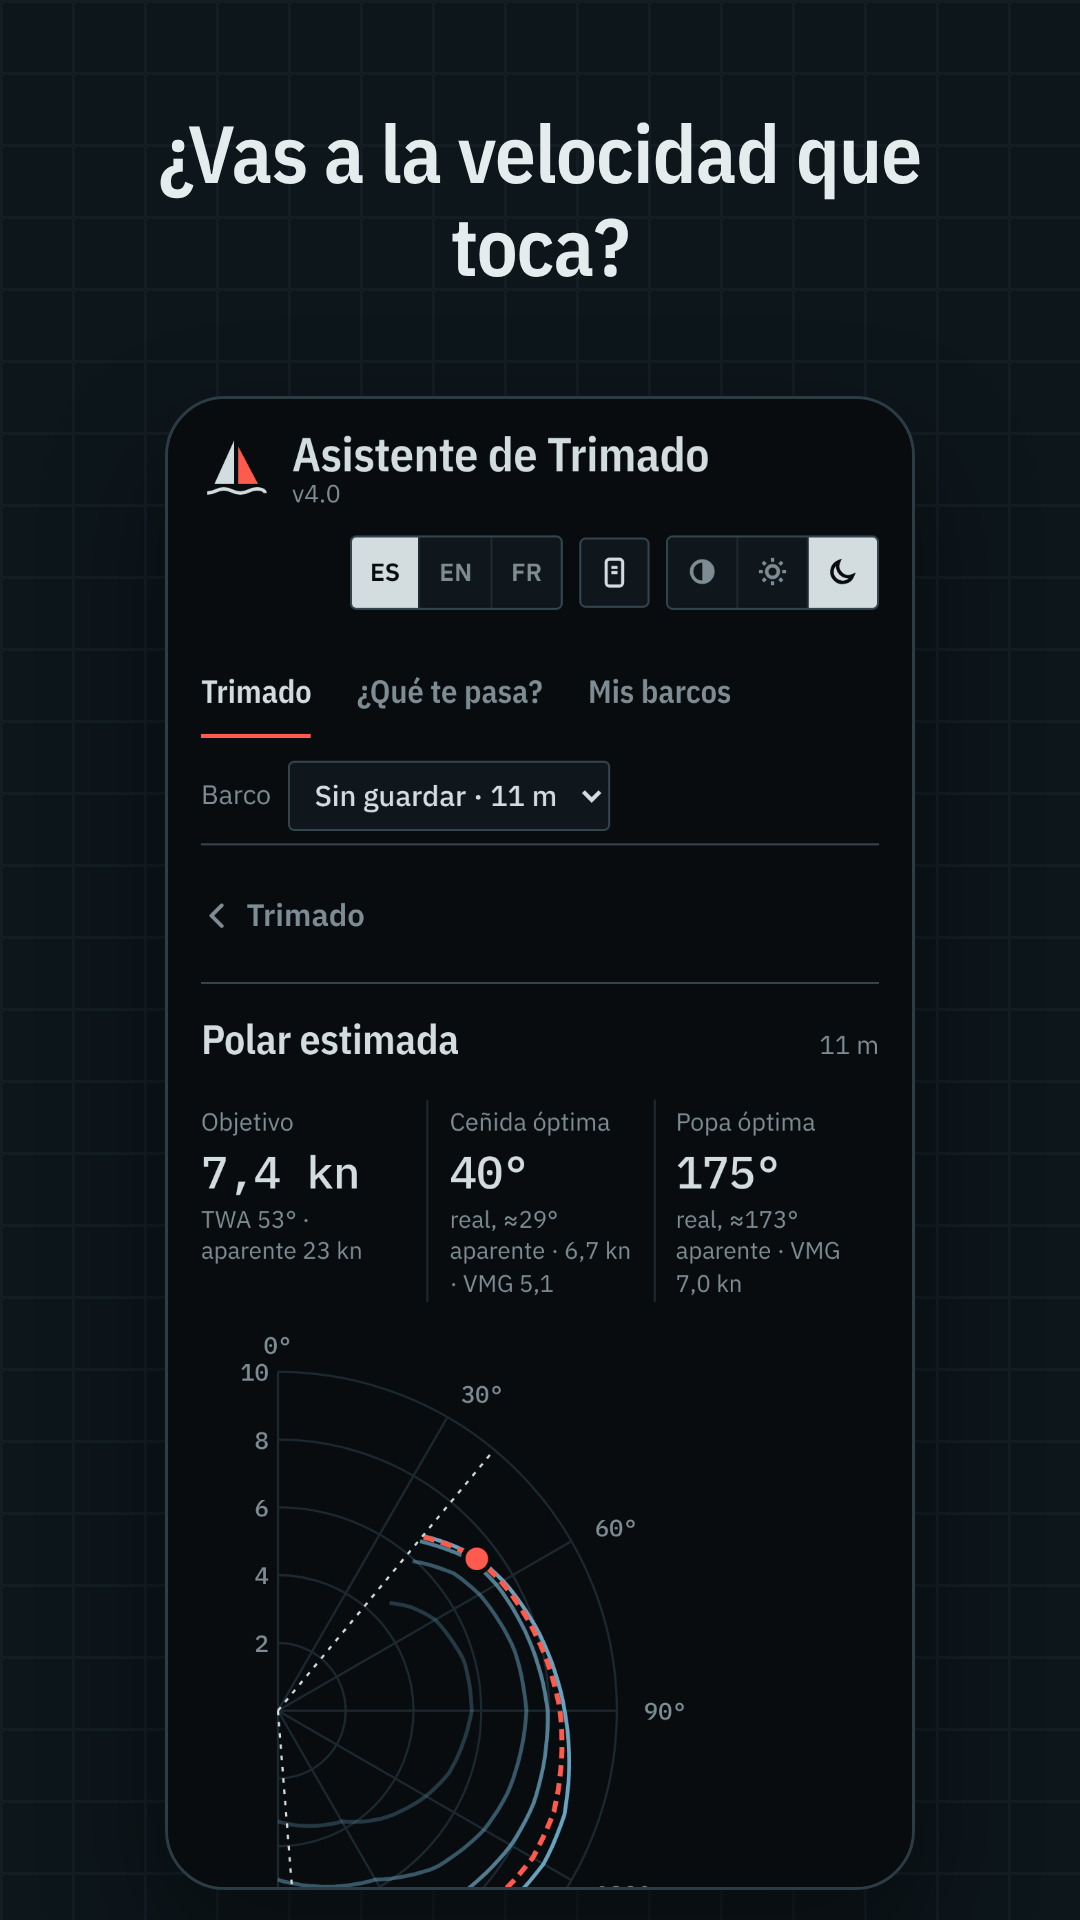 ¿Vas a la velocidad que
toca?
Asistente de Trimado
v4.0
ES EN FR
Trimado ¿Qué te pasa? Mis barcos
Barco Sin guardar · 11 m
Trimado
Polar estimada 11 m
Objetivo
7,4 kn
TWA 53° ·
aparente 23 kn
Ceñida óptima
40°
real, ≈29°
aparente · 6,7 kn
· VMG 5,1
Popa óptima
175°
real, ≈173°
aparente · VMG
7,0 kn
0°
10
30°
8
6
60°
4
2
90°